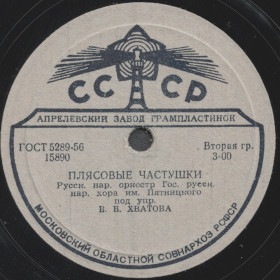 СССР
АПРЕЛЕВСКИЙ ЗАВОД ГРАМПЛАСТИНОК
ГОСТ 5289-56 Вторая гр.
15890 3-00
ПЛЯСОВЫЕ ЧАСТУШКИ
Русск. нар. оркестр Гос. русск.
нар. хора им. Пятницкого
под упр.
В. В. ХВАТОВА
МОСКОВСКИЙ ОБЛАСТНОЙ СОВНАРХОЗ РСФСР